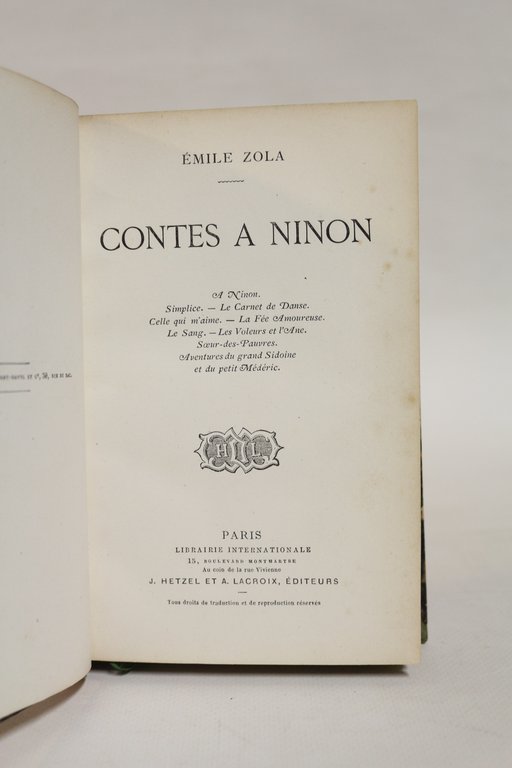 ÉMILE ZOLA
CONTES A NINON
A Ninon.
Simplice. — Le Carnet de Danse.
Celle qui m'aime. — La Fée Amoureuse.
Le Sang. — Les Voleurs et l'Ane.
Sœur-des-Pauvres.
Aventures du grand Sidoine
et du petit Médéric.
PARIS
LIBRAIRIE INTERNATIONALE
15, BOULEVARD MONTMARTRE
Au coin de la rue Vivienne
J. HETZEL ET A. LACROIX, ÉDITEURS
Tous droits de traduction et de reproduction réservés